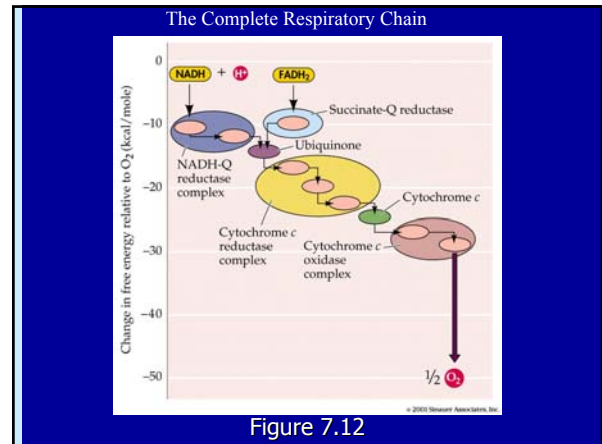 The Complete Respiratory Chain
Change in free energy relative to O2 (kcal/mole)
0
−10
−20
−30
−40
−50
NADH + H+
FADH2
Succinate-Q reductase
Ubiquinone
NADH-Q
reductase
complex
Cytochrome c
Cytochrome c
reductase
complex
Cytochrome c
oxidase
complex
1/2 O2
© 2001 Sinauer Associates, Inc.
Figure 7.12